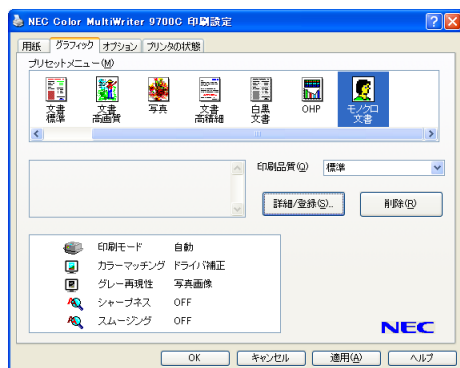 NEC Color MultiWriter 9700C 印刷設定
用紙 グラフィック オプション プリンタの状態
プリセットメニュー(M)
文書標準 文書高画質 写真 文書高精細 白黒文書 OHP モノクロ文書
印刷品質(Q) 標準
詳細/登録(S)... 削除(R)
印刷モード 自動
カラーマッチング ドライバ補正
グレー再現性 写真画像
シャープネス OFF
スムージング OFF
NEC
OK キャンセル 適用(A) ヘルプ